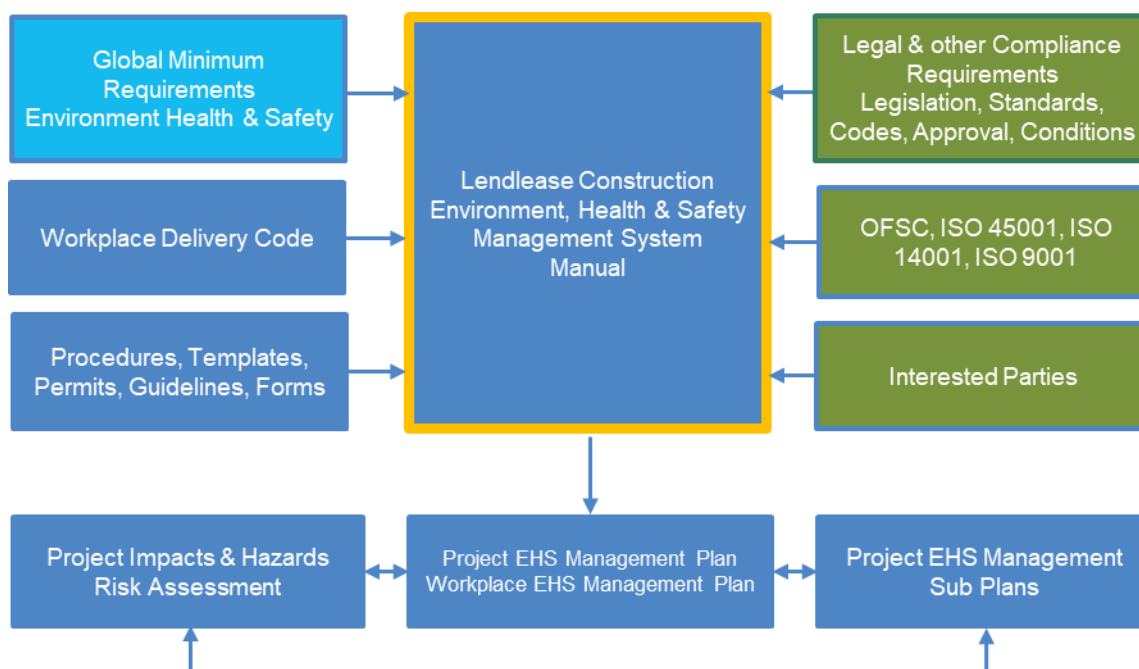 Global Minimum
Requirements
Environment Health & Safety
Workplace Delivery Code
Procedures, Templates,
Permits, Guidelines, Forms
Lendlease Construction
Environment, Health & Safety
Management System
Manual
Legal & other Compliance
Requirements
Legislation, Standards,
Codes, Approval, Conditions
OFSC, ISO 45001, ISO
14001, ISO 9001
Interested Parties
Project Impacts & Hazards
Risk Assessment
Project EHS Management Plan
Workplace EHS Management Plan
Project EHS Management
Sub Plans